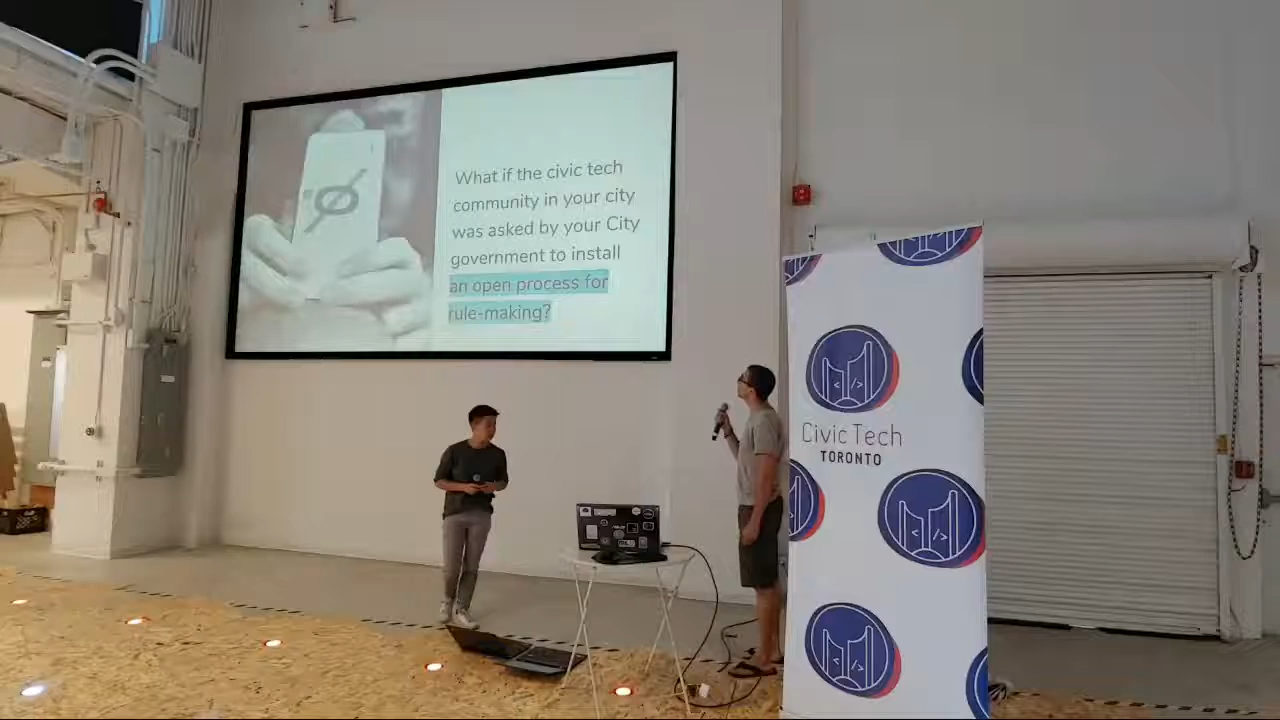 What if the civic tech
community in your city
was asked by your City
government to install
an open process for
rule-making?
Civic Tech
TORONTO